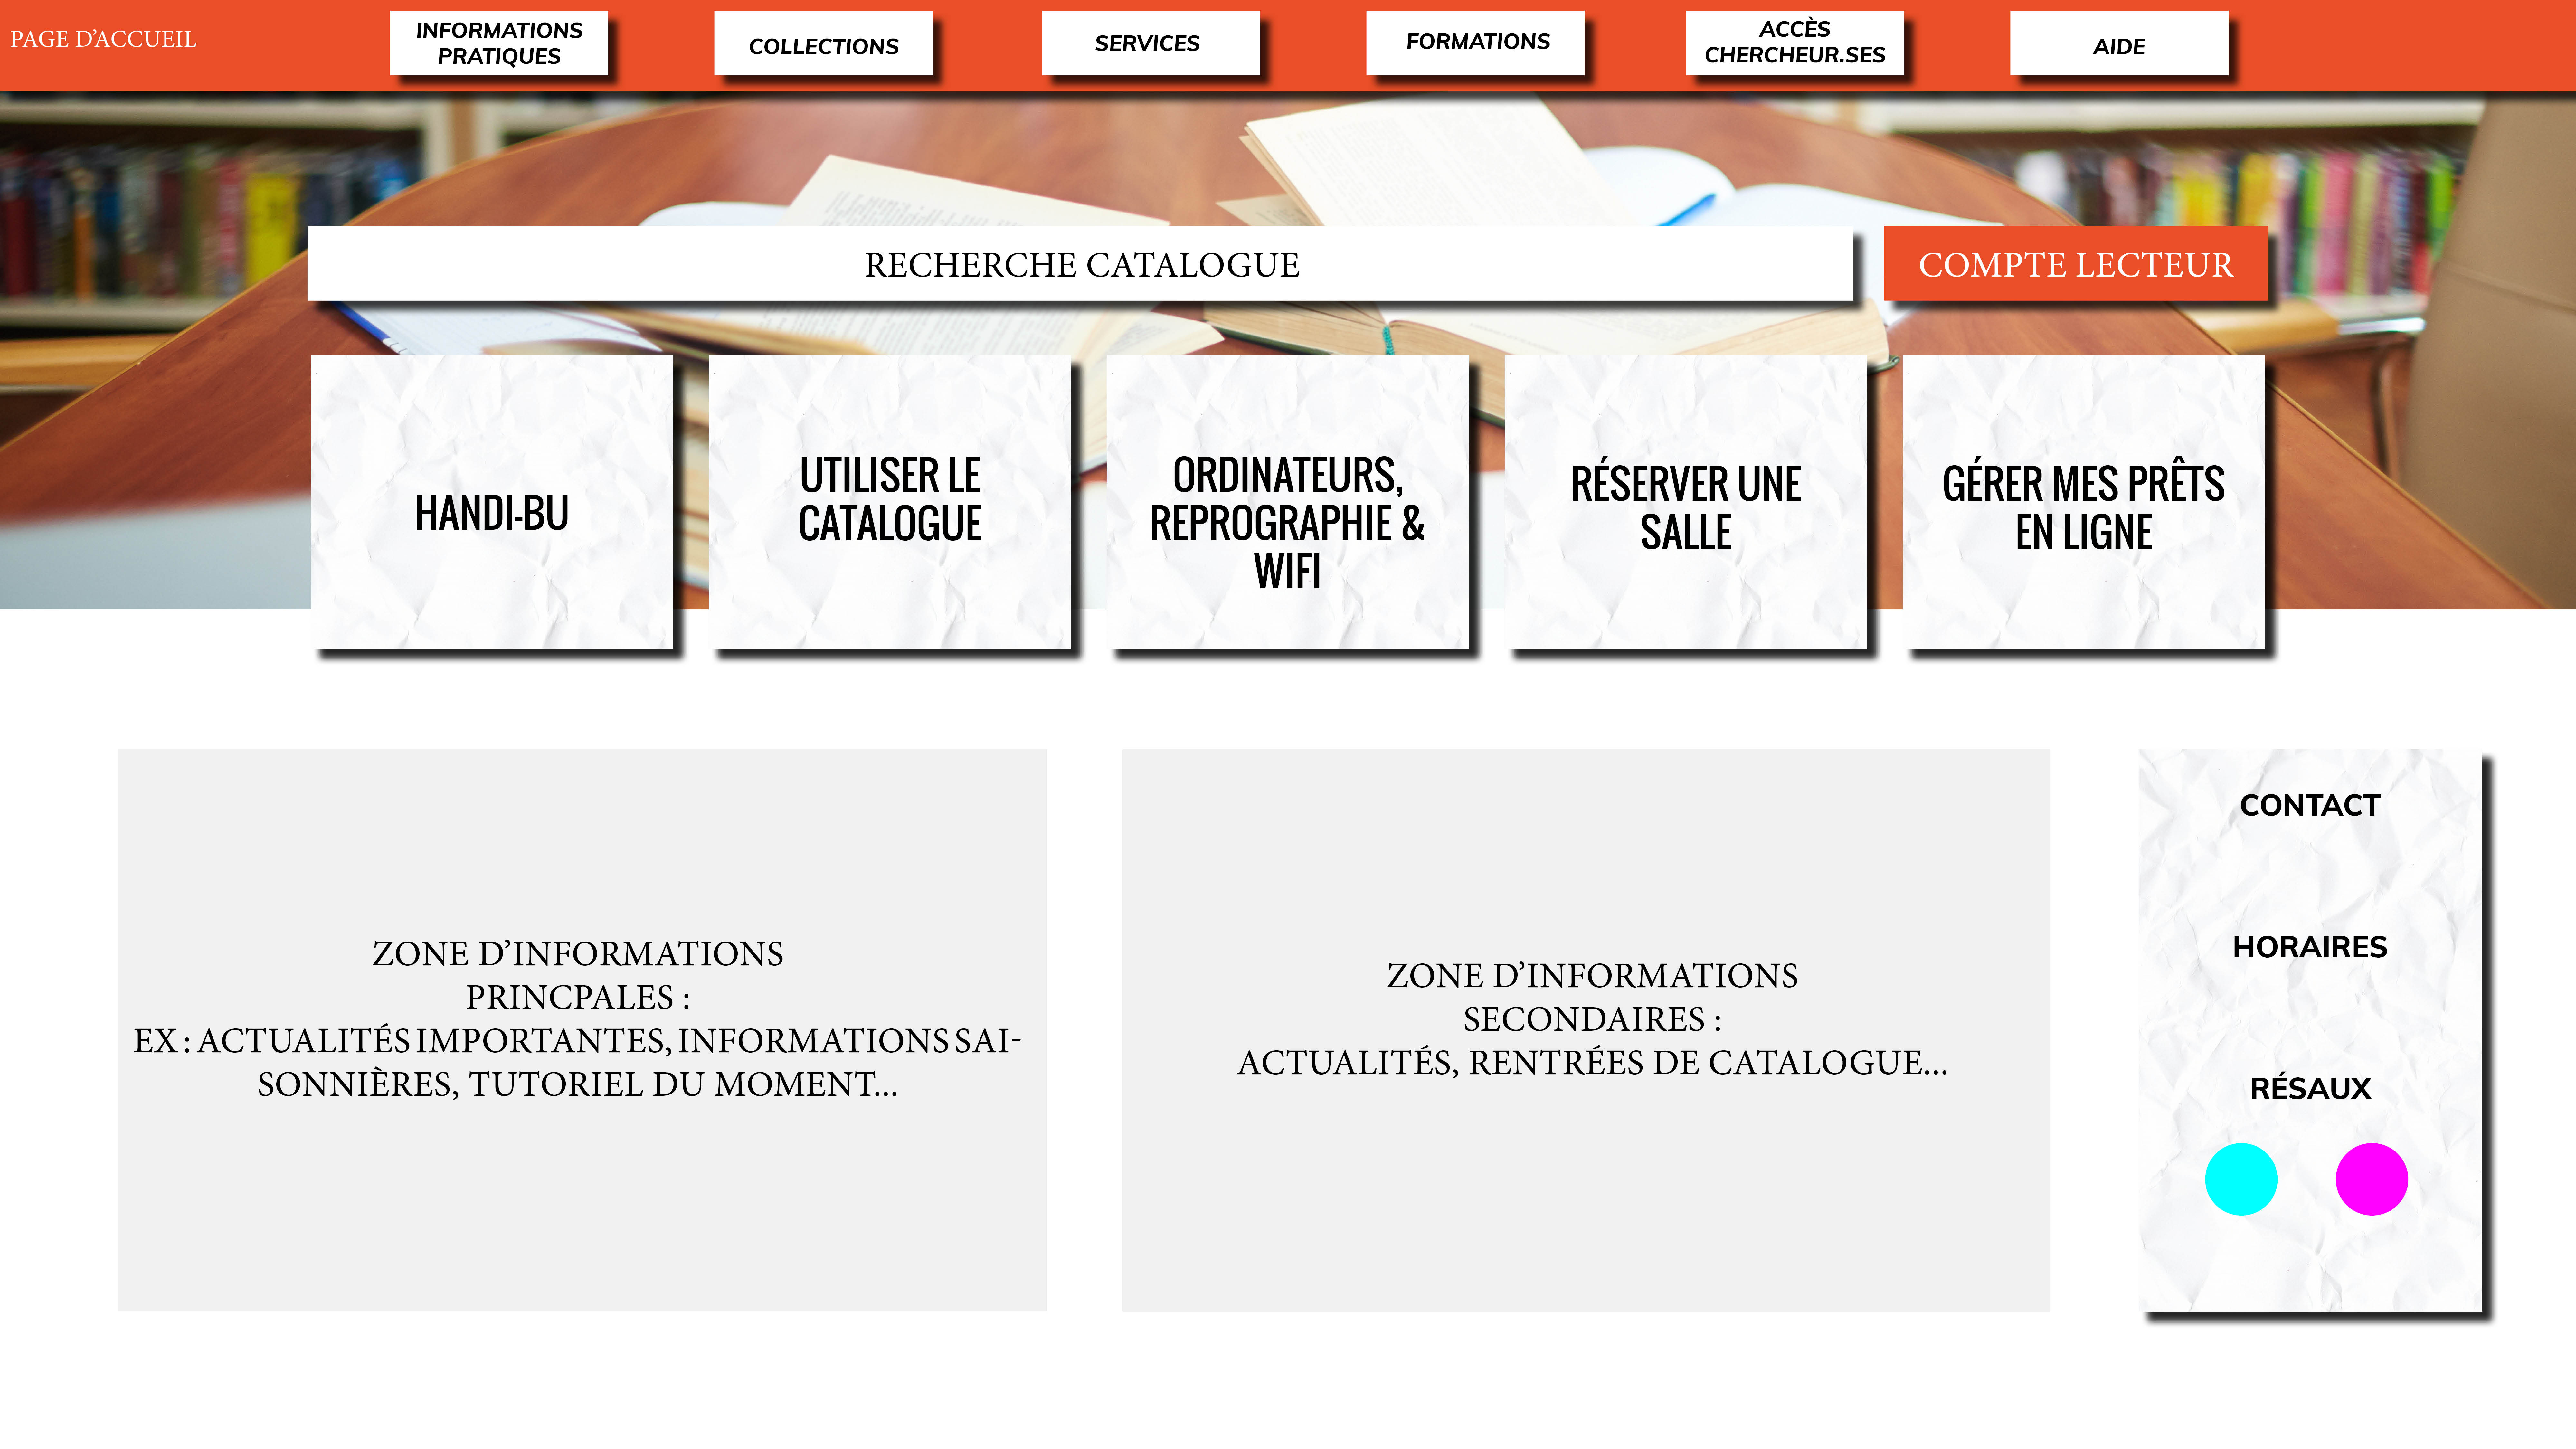 PAGE D’ACCUEIL
INFORMATIONS
PRATIQUES
COLLECTIONS
SERVICES
FORMATIONS
ACCÈS
CHERCHEUR.SES
AIDE
RECHERCHE CATALOGUE
COMPTE LECTEUR
HANDI-BU
UTILISER LE
CATALOGUE
ORDINATEURS,
REPROGRAPHIE &
WIFI
RÉSERVER UNE
SALLE
GÉRER MES PRÊTS
EN LIGNE
ZONE D’INFORMATIONS
PRINCPALES :
EX : ACTUALITÉS IMPORTANTES, INFORMATIONS SAI-
SONNIÈRES, TUTORIEL DU MOMENT...
ZONE D’INFORMATIONS
SECONDAIRES :
ACTUALITÉS, RENTRÉES DE CATALOGUE...
CONTACT
HORAIRES
RÉSAUX